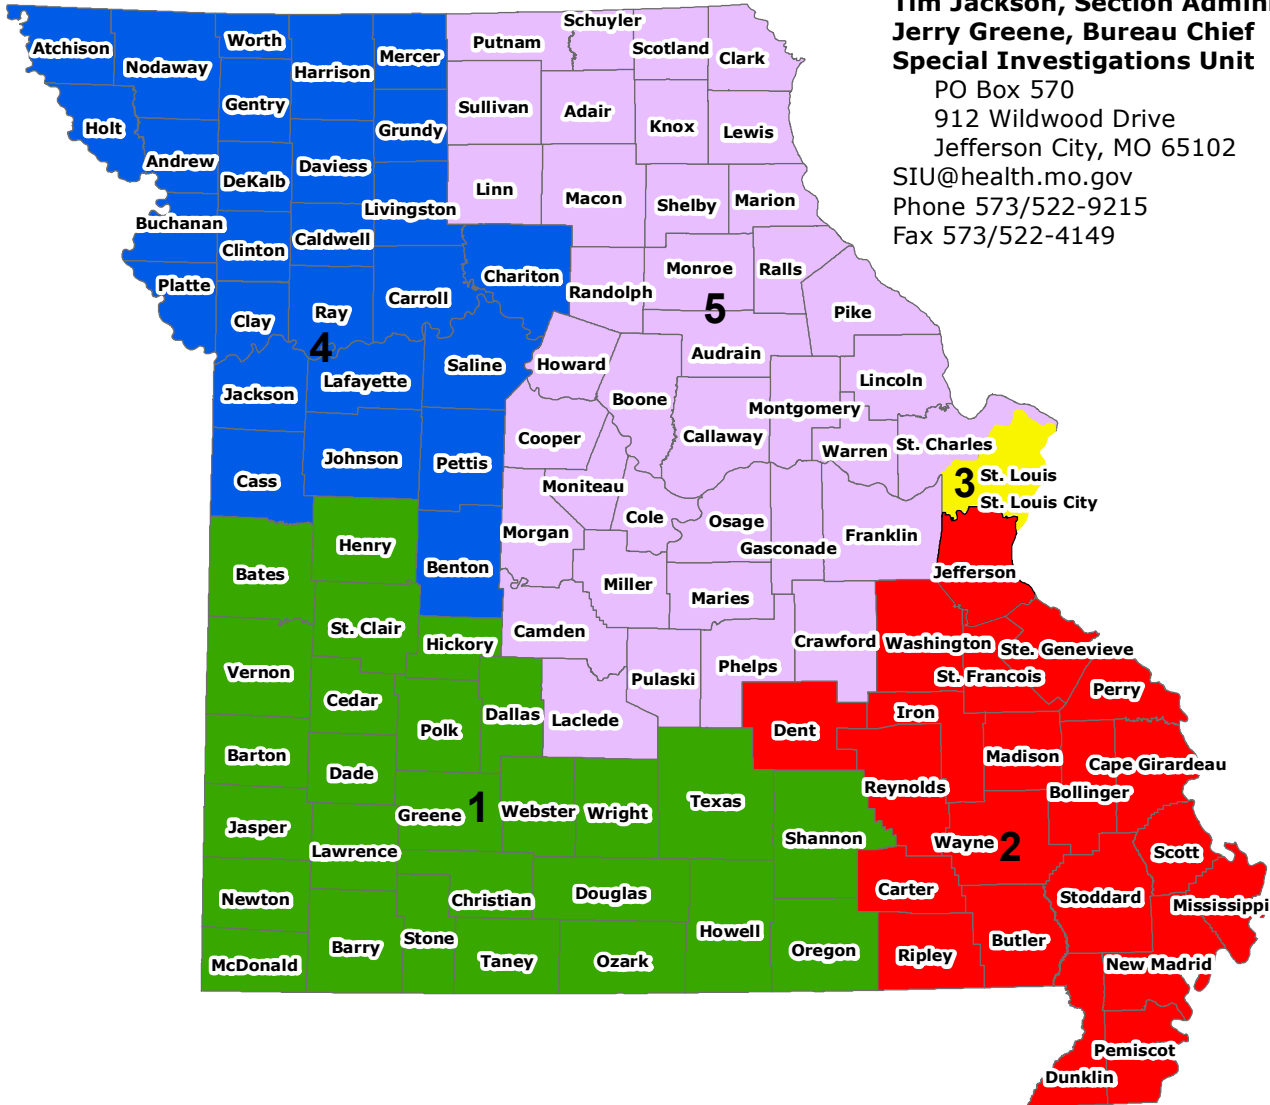 Tim Jackson, Section Admini
Jerry Greene, Bureau Chief
Special Investigations Unit
PO Box 570
912 Wildwood Drive
Jefferson City, MO 65102
SIU@health.mo.gov
Phone 573/522-9215
Fax 573/522-4149
Atchison
Nodaway
Worth
Harrison
Mercer
Putnam
Schuyler
Scotland
Clark
Holt
Gentry
Grundy
Sullivan
Adair
Knox
Lewis
Andrew
DeKalb
Daviess
Livingston
Linn
Macon
Shelby
Marion
Buchanan
Clinton
Caldwell
Chariton
Randolph
Monroe
Ralls
Platte
Clay
Ray
Carroll
5
Pike
4
Audrain
Jackson
Lafayette
Saline
Howard
Boone
Lincoln
Montgomery
Cass
Johnson
Pettis
Cooper
Callaway
Warren
St. Charles
3
St. Louis
St. Louis City
Moniteau
Cole
Osage
Gasconade
Franklin
Morgan
Henry
Bates
Benton
Miller
Maries
Jefferson
St. Clair
Hickory
Camden
Crawford
Washington
Ste. Genevieve
Vernon
Pulaski
Phelps
St. Francois
Perry
Cedar
Polk
Dallas
Laclede
Dent
Iron
Barton
Dade
Madison
Cape Girardeau
Reynolds
Bollinger
Jasper
Greene
1
Webster
Wright
Texas
Shannon
Wayne
2
Scott
Lawrence
Newton
Christian
Douglas
Carter
Stoddard
Mississippi
McDonald
Barry
Stone
Taney
Ozark
Howell
Oregon
Ripley
Butler
New Madrid
Pemiscot
Dunklin